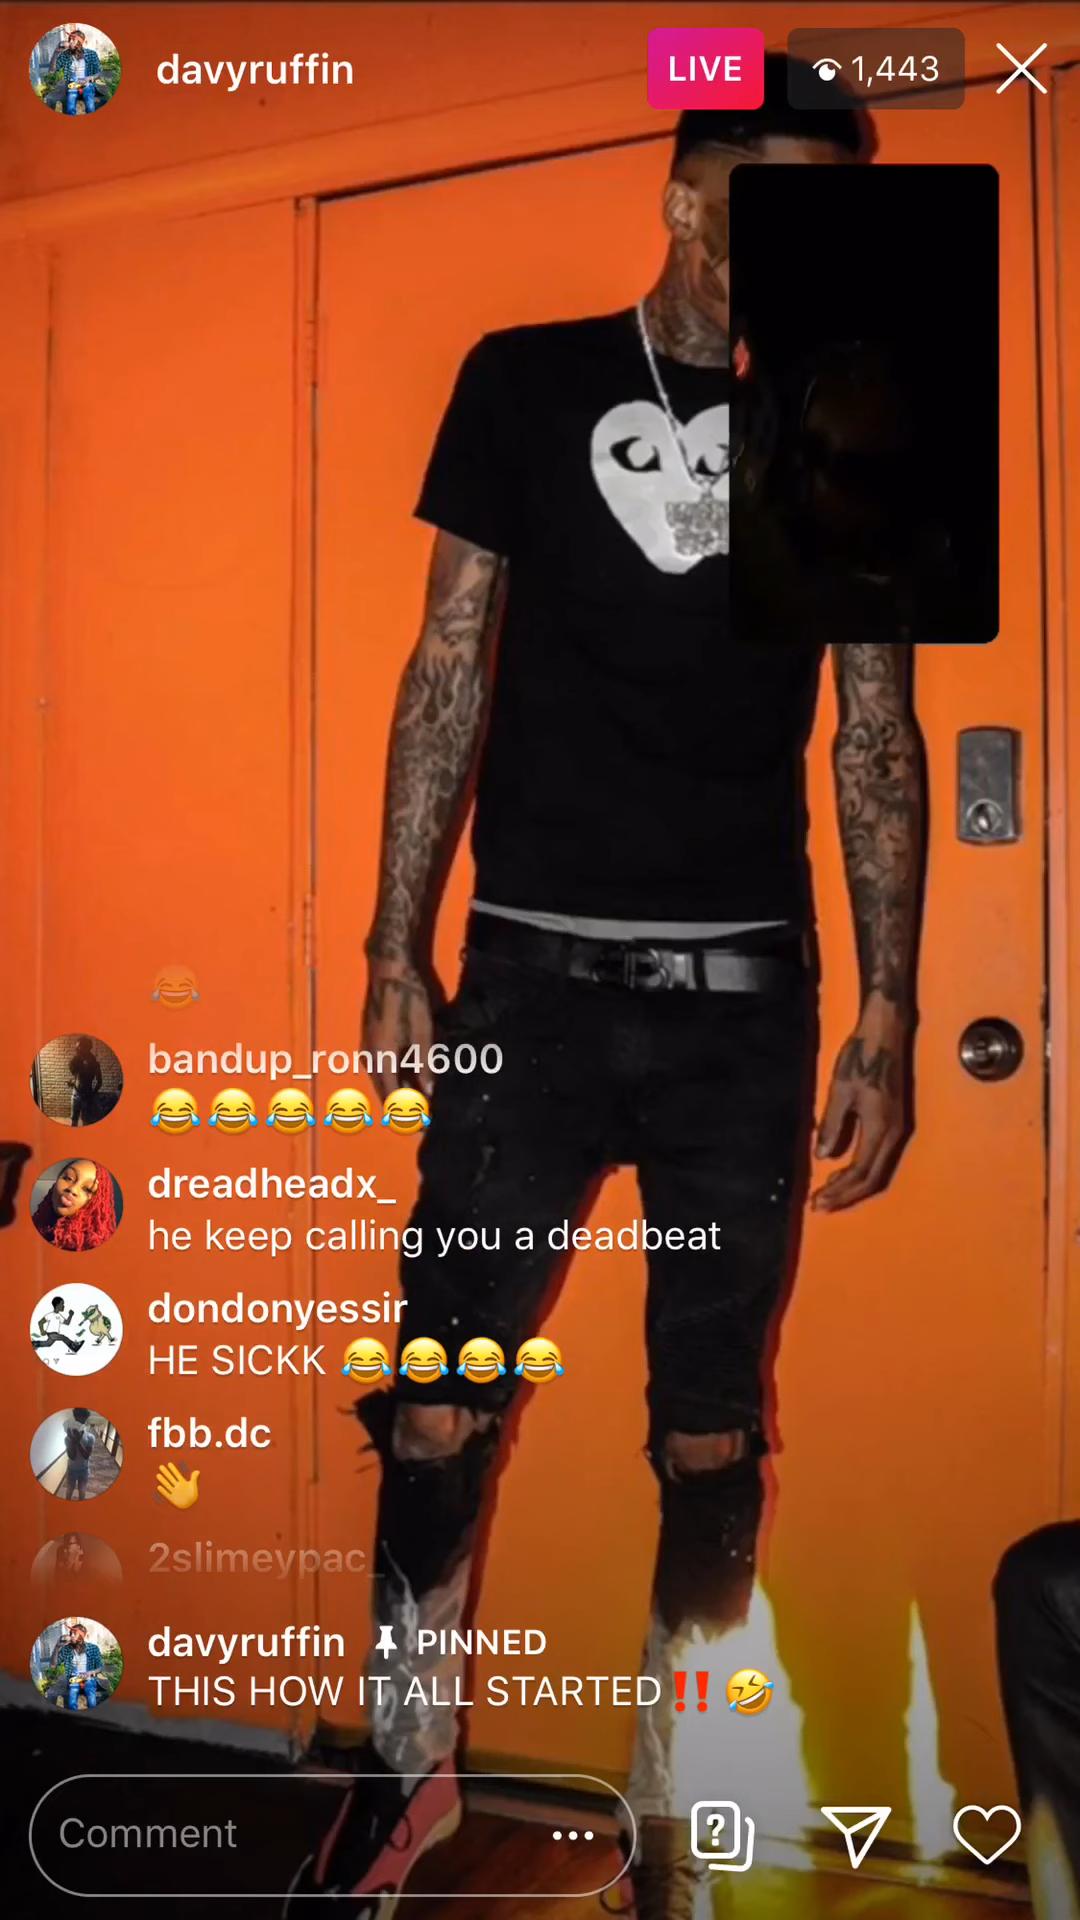 davyruffin
LIVE
1,443
😂
bandup_ronn4600
😂😂😂😂😂
dreadheadx_
he keep calling you a deadbeat
dondonyessir
HE SICKK 😂😂😂😂
fbb.dc
👋
2slimeypac_
davyruffin PINNED
THIS HOW IT ALL STARTED‼️🤣
Comment